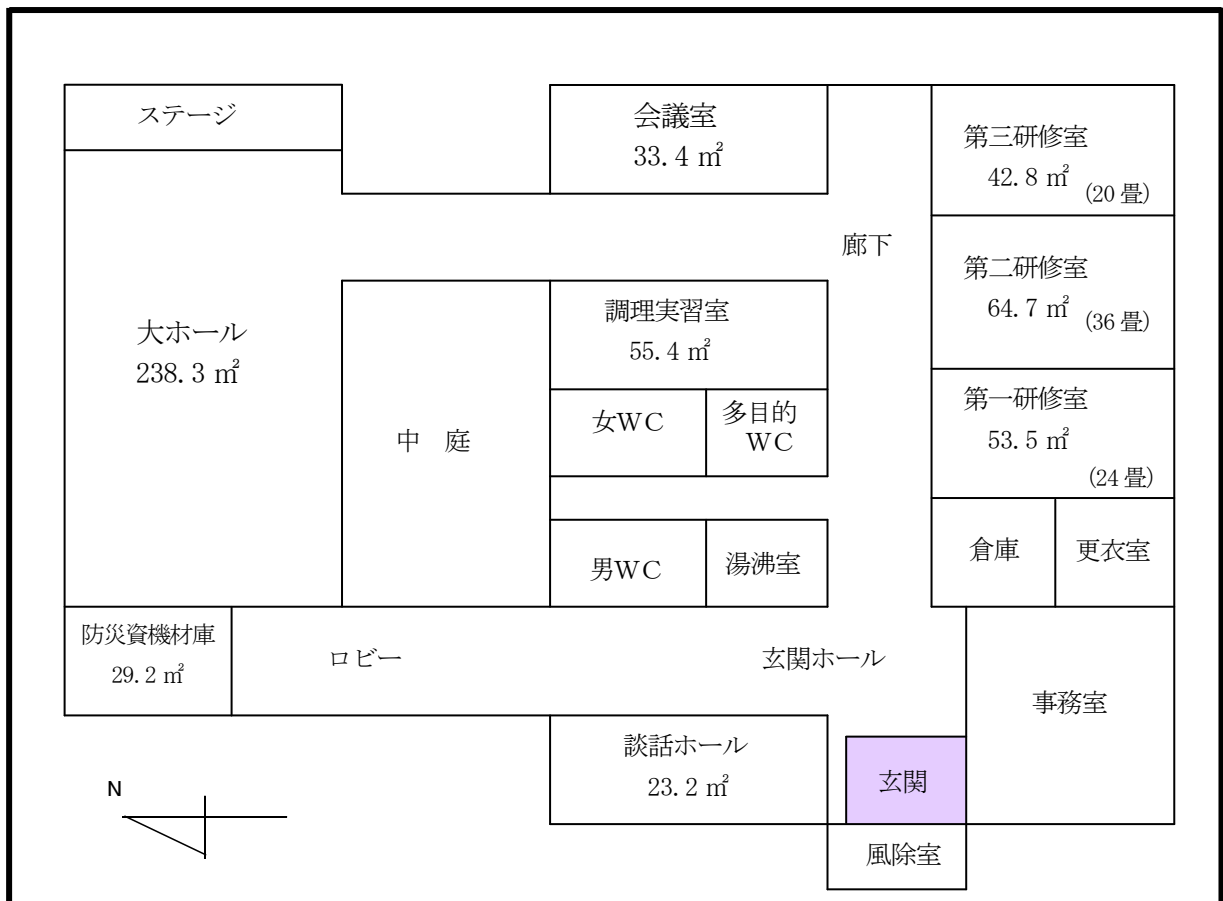 ステージ
会議室
33.4 ㎡
第三研修室
42.8 ㎡
(20 畳)
廊下
第二研修室
64.7 ㎡
(36 畳)
大ホール
238.3 ㎡
調理実習室
55.4 ㎡
中 庭
女WC
多目的
WC
第一研修室
53.5 ㎡
(24 畳)
男WC
湯沸室
倉庫
更衣室
防災資機材庫
29.2 ㎡
ロビー
玄関ホール
事務室
談話ホール
23.2 ㎡
玄関
風除室
N